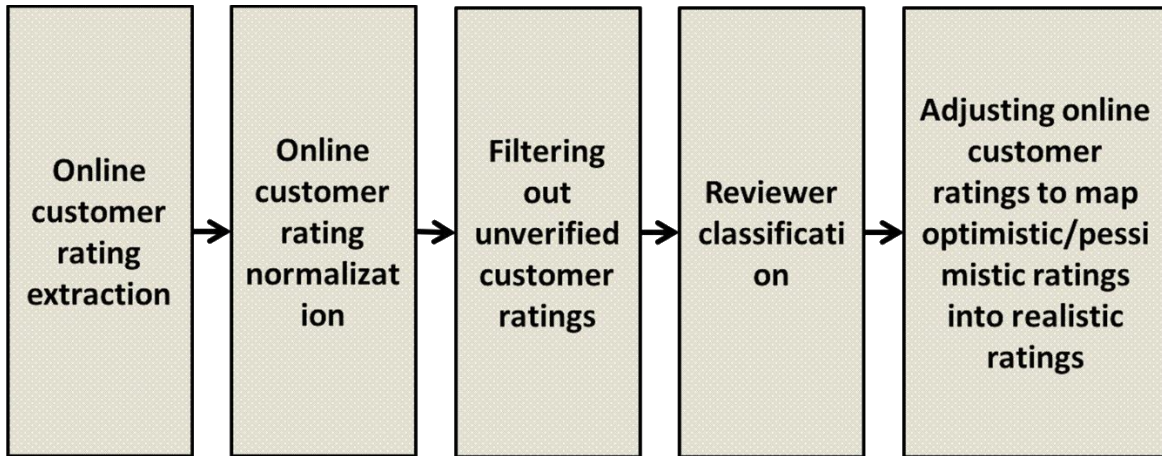 Online
customer
rating
extraction
Online
customer
rating
normalizat
ion
Filtering
out
unverified
customer
ratings
Reviewer
classificati
on
Adjusting online
customer
ratings to map
optimistic/pessi
mistic ratings
into realistic
ratings